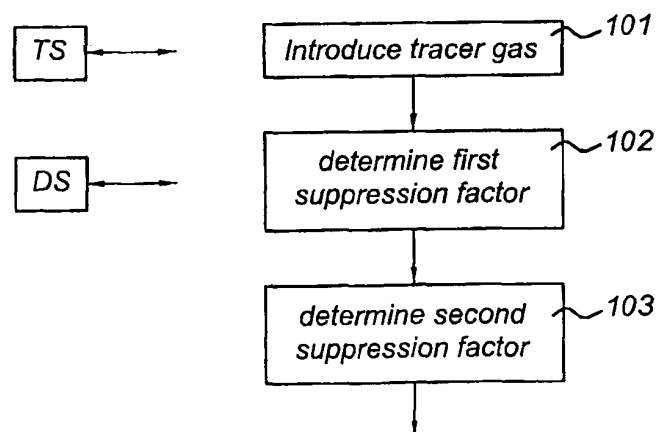 TS
Introduce tracer gas
101
DS
determine first
suppression factor
102
determine second
suppression factor
103